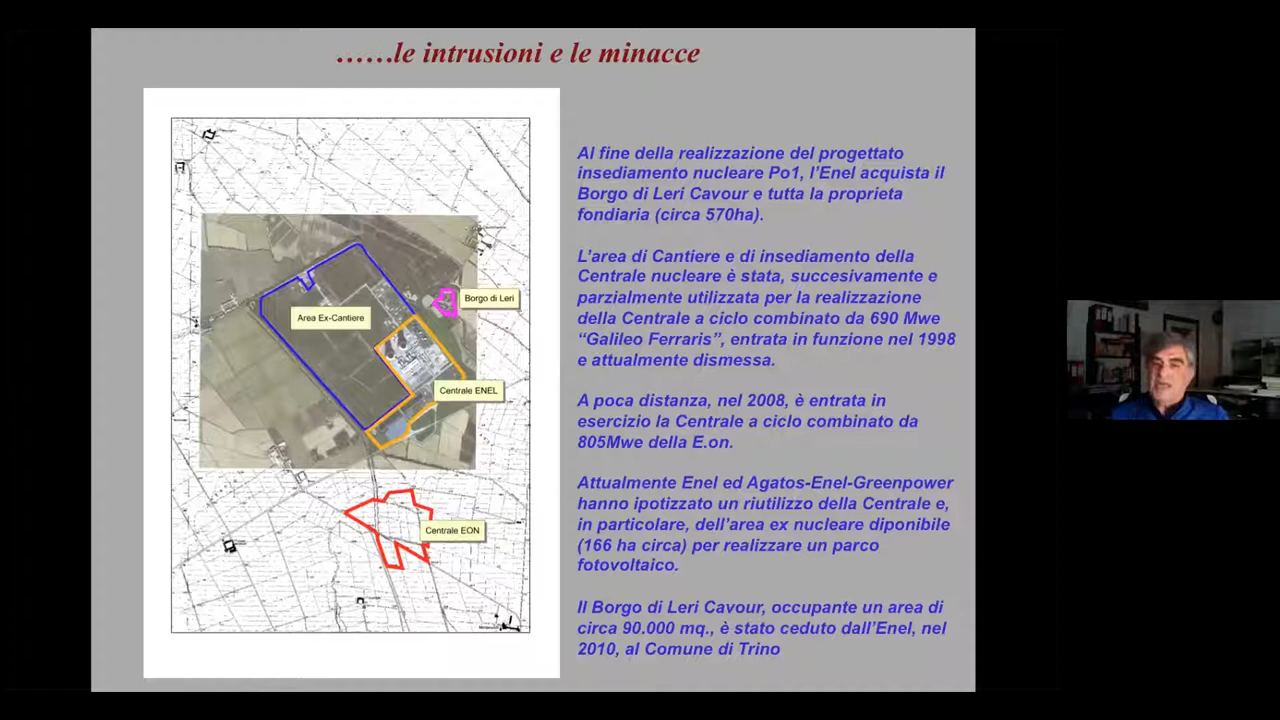 ……le intrusioni e le minacce
Area Ex-Cantiere
Borgo di Leri
Centrale ENEL
Centrale EON
Al fine della realizzazione del progettato
insediamento nucleare Po1, l’Enel acquista il
Borgo di Leri Cavour e tutta la proprieta
fondiaria (circa 570ha).
L’area di Cantiere e di insediamento della
Centrale nucleare è stata, succesivamente e
parzialmente utilizzata per la realizzazione
della Centrale a ciclo combinato da 690 Mwe
“Galileo Ferraris”, entrata in funzione nel 1998
e attualmente dismessa.
A poca distanza, nel 2008, è entrata in
esercizio la Centrale a ciclo combinato da
805Mwe della E.on.
Attualmente Enel ed Agatos-Enel-Greenpower
hanno ipotizzato un riutilizzo della Centrale e,
in particolare, dell’area ex nucleare diponibile
(166 ha circa) per realizzare un parco
fotovoltaico.
Il Borgo di Leri Cavour, occupante un area di
circa 90.000 mq., è stato ceduto dall’Enel, nel
2010, al Comune di Trino